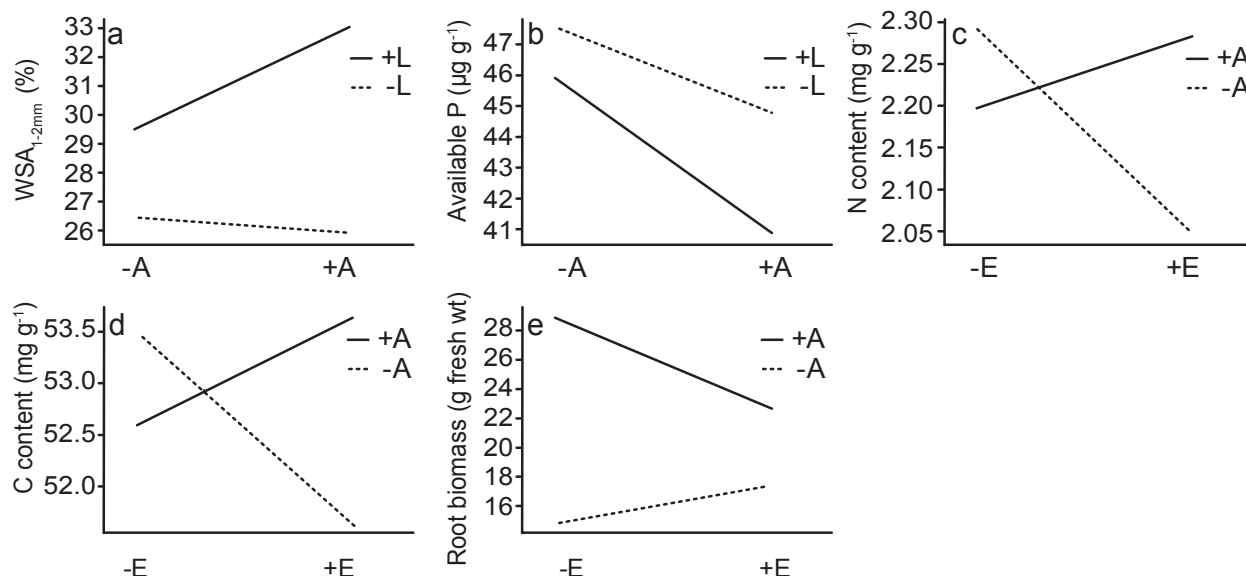 a
WSA1-2mm (%)
33
32
31
30
29
28
27
26
+L
-L
-A
+A
b
Available P (µg g-1)
47
46
45
44
43
42
41
+L
-L
-A
+A
c
N content (mg g-1)
2.30
2.25
2.20
2.15
2.10
2.05
+A
-A
-E
+E
d
C content (mg g-1)
53.5
53.0
52.5
52.0
+A
-A
-E
+E
e
Root biomass (g fresh wt)
28
26
24
22
18
16
+A
-A
-E
+E